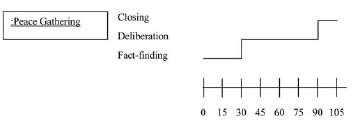 :Peace Gathering
Closing
Deliberation
Fact-finding
0 15 30 45 60 75 90 105